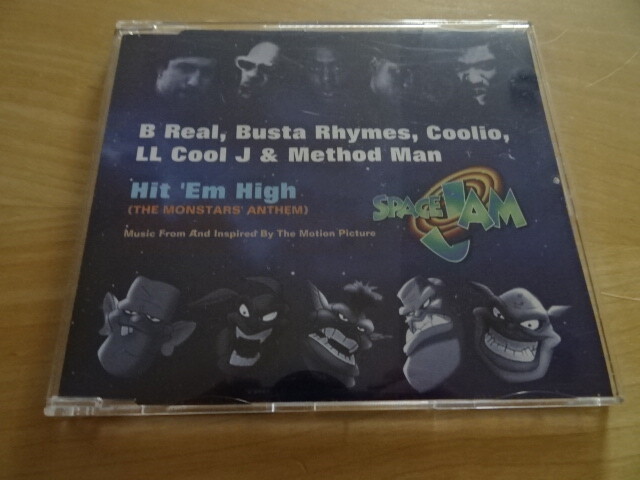 B Real, Busta Rhymes, Coolio,
LL Cool J & Method Man
Hit 'Em High
(THE MONSTARS' ANTHEM)
SPACE JAM
Music From And Inspired By The Motion Picture